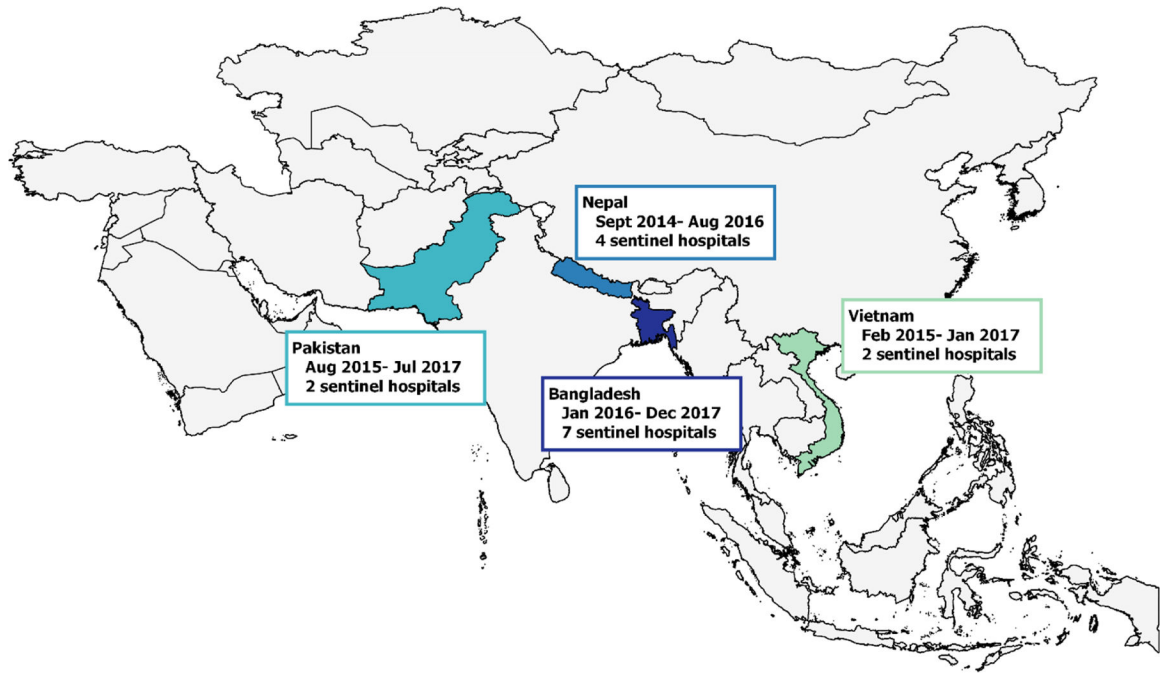 Nepal
Sept 2014- Aug 2016
4 sentinel hospitals
Vietnam
Feb 2015- Jan 2017
2 sentinel hospitals
Pakistan
Aug 2015- Jul 2017
2 sentinel hospitals
Bangladesh
Jan 2016- Dec 2017
7 sentinel hospitals